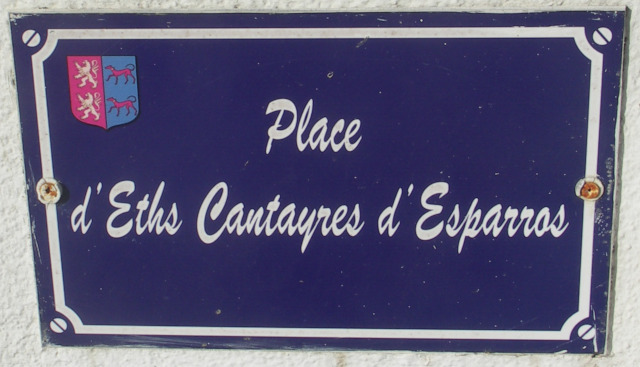 Place
d'Eths Cantayres d'Esparros